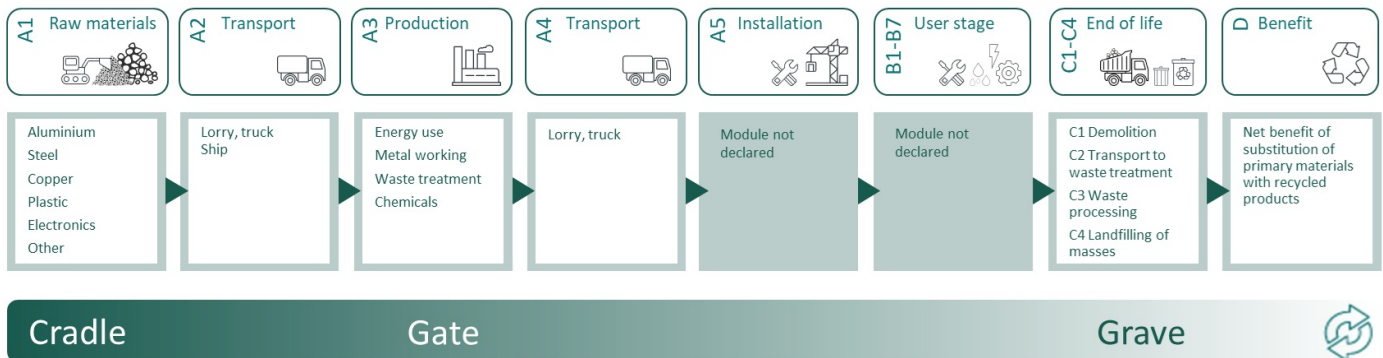 A1 Raw materials
A2 Transport
A3 Production
A4 Transport
A5 Installation
B1-B7 User stage
C1-C4 End of life
D Benefit
Aluminium
Steel
Copper
Plastic
Electronics
Other
Lorry, truck
Ship
Energy use
Metal working
Waste treatment
Chemicals
Lorry, truck
Module not
declared
Module not
declared
C1 Demolition
C2 Transport to
waste treatment
C3 Waste
processing
C4 Landfilling of
masses
Net benefit of
substitution of
primary materials
with recycled
products
Cradle
Gate
Grave